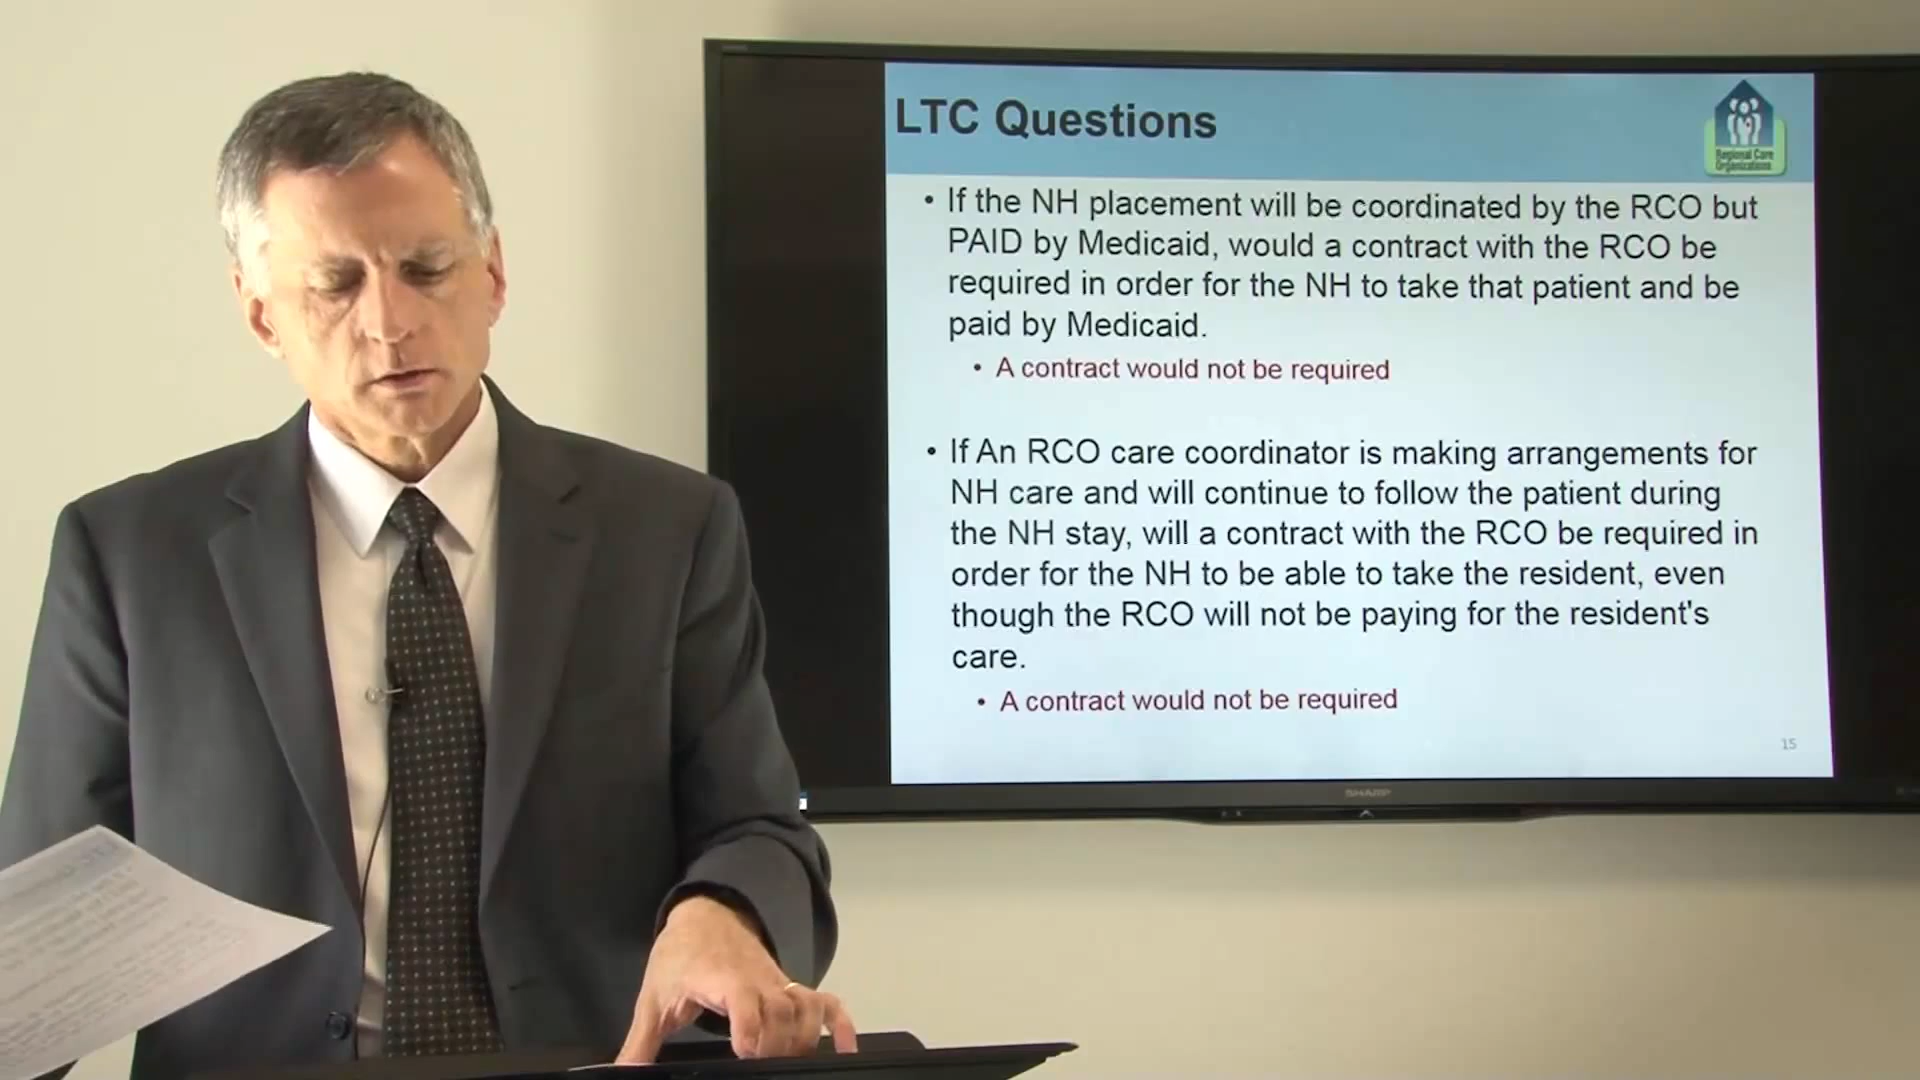 LTC Questions
Regional Care
Organizations
• If the NH placement will be coordinated by the RCO but
PAID by Medicaid, would a contract with the RCO be
required in order for the NH to take that patient and be
paid by Medicaid.
• A contract would not be required
• If An RCO care coordinator is making arrangements for
NH care and will continue to follow the patient during
the NH stay, will a contract with the RCO be required in
order for the NH to be able to take the resident, even
though the RCO will not be paying for the resident's
care.
• A contract would not be required
15
SHARP